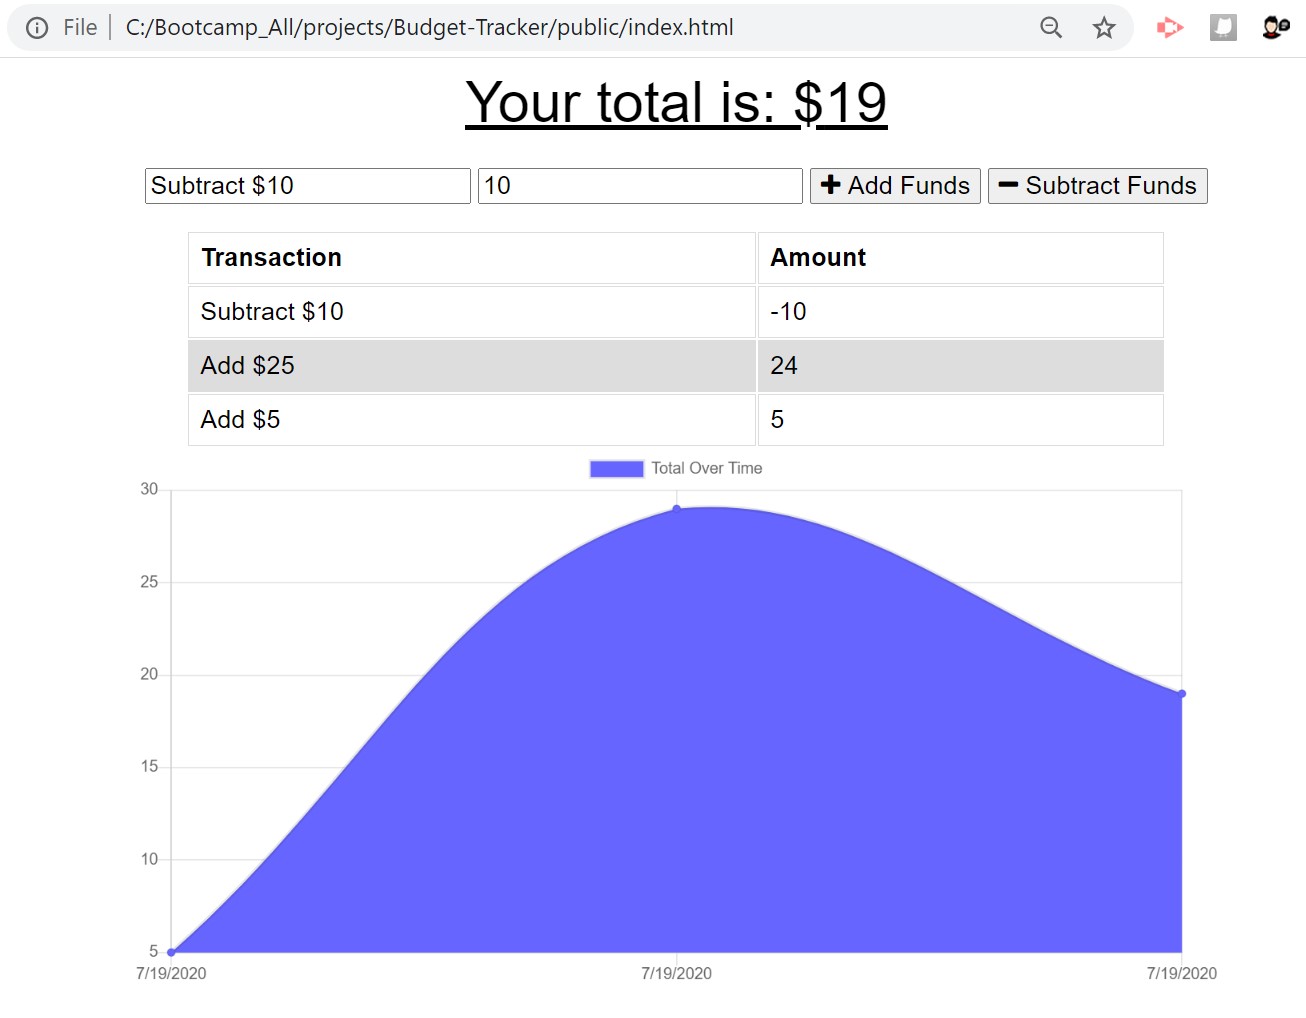 File C:/Bootcamp_All/projects/Budget-Tracker/public/index.html
Your total is: $19
Subtract $10 10 Add Funds Subtract Funds
Transaction Amount
Subtract $10 -10
Add $25 24
Add $5 5
Total Over Time
30
25
20
15
10
5
7/19/2020 7/19/2020 7/19/2020